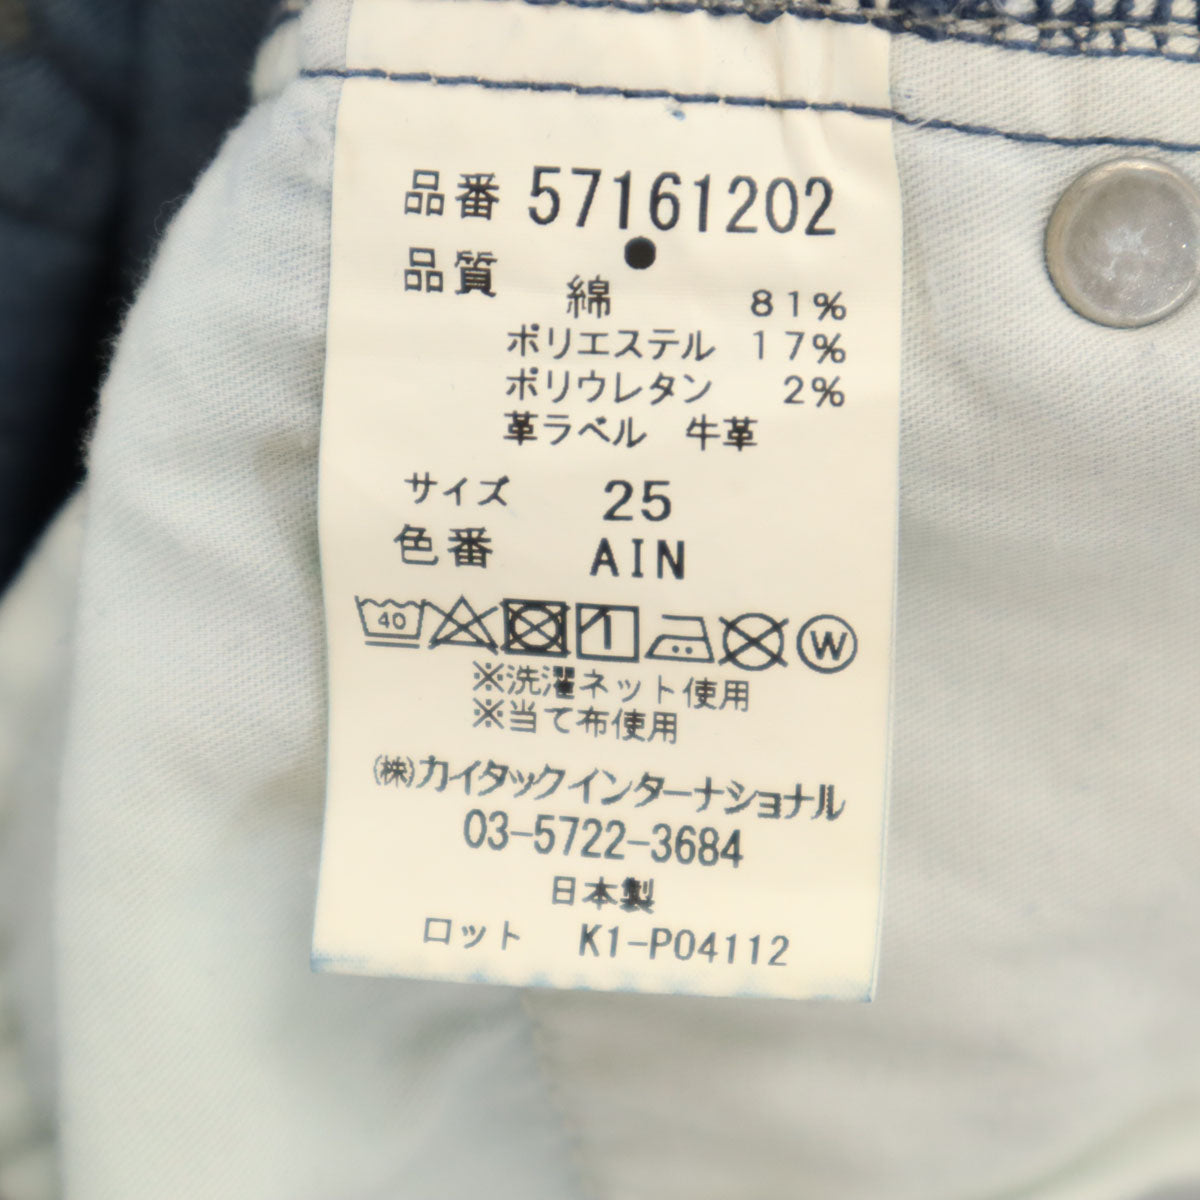 品番 57161202
品質
綿 81%
ポリエステル 17%
ポリウレタン 2%
革ラベル 牛革
サイズ 25
色番 AIN
40 W
※洗濯ネット使用
※当て布使用
㈱カイタックインターナショナル
03-5722-3684
日本製
ロット K1-P04112